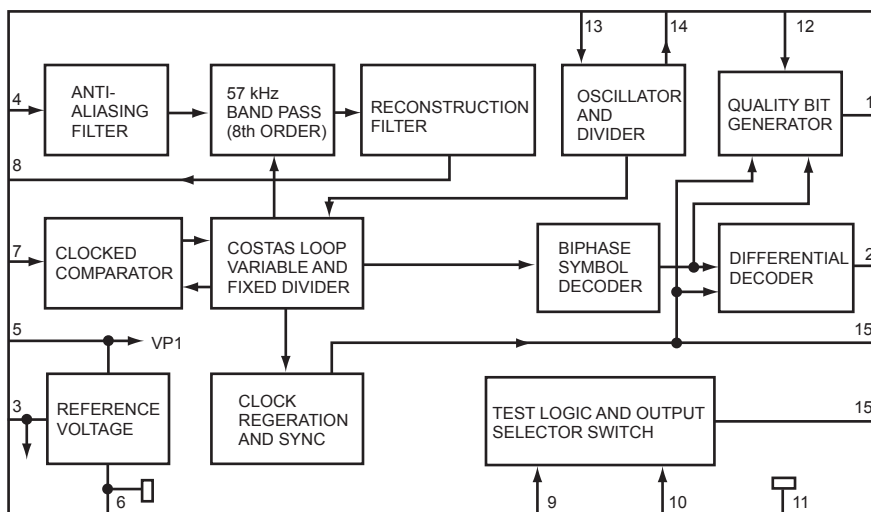 13
14
12
4
ANTI-
ALIASING
FILTER
57 kHz
BAND PASS
(8th ORDER)
RECONSTRUCTION
FILTER
OSCILLATOR
AND
DIVIDER
QUALITY BIT
GENERATOR
1
8
7
CLOCKED
COMPARATOR
COSTAS LOOP
VARIABLE AND
FIXED DIVIDER
BIPHASE
SYMBOL
DECODER
DIFFERENTIAL
DECODER
2
5
VP1
15
3
REFERENCE
VOLTAGE
CLOCK
REGERATION
AND SYNC
TEST LOGIC AND OUTPUT
SELECTOR SWITCH
15
6
9
10
11